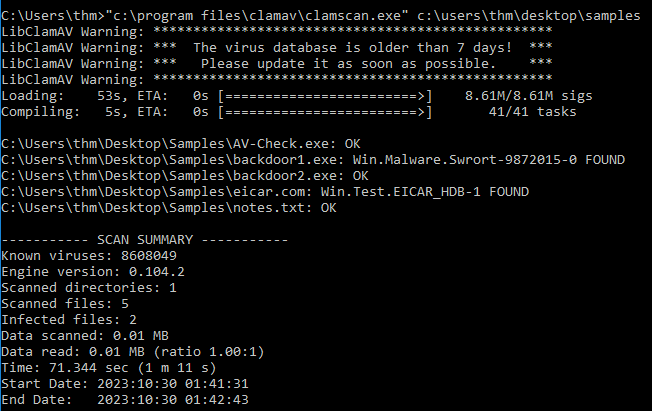 C:\Users\thm>"c:\program files\clamav\clamscan.exe" c:\users\thm\desktop\samples
LibClamAV Warning: **************************************************
LibClamAV Warning: ***  The virus database is older than 7 days!  ***
LibClamAV Warning: ***   Please update it as soon as possible.    ***
LibClamAV Warning: **************************************************
Loading:    53s, ETA:   0s [========================>]    8.61M/8.61M sigs
Compiling:   5s, ETA:   0s [========================>]       41/41 tasks
C:\Users\thm\Desktop\Samples\AV-Check.exe: OK
C:\Users\thm\Desktop\Samples\backdoor1.exe: Win.Malware.Swrort-9872015-0 FOUND
C:\Users\thm\Desktop\Samples\backdoor2.exe: OK
C:\Users\thm\Desktop\Samples\eicar.com: Win.Test.EICAR_HDB-1 FOUND
C:\Users\thm\Desktop\Samples\notes.txt: OK
----------- SCAN SUMMARY -----------
Known viruses: 8608049
Engine version: 0.104.2
Scanned directories: 1
Scanned files: 5
Infected files: 2
Data scanned: 0.01 MB
Data read: 0.01 MB (ratio 1.00:1)
Time: 71.344 sec (1 m 11 s)
Start Date: 2023:10:30 01:41:31
End Date:   2023:10:30 01:42:43